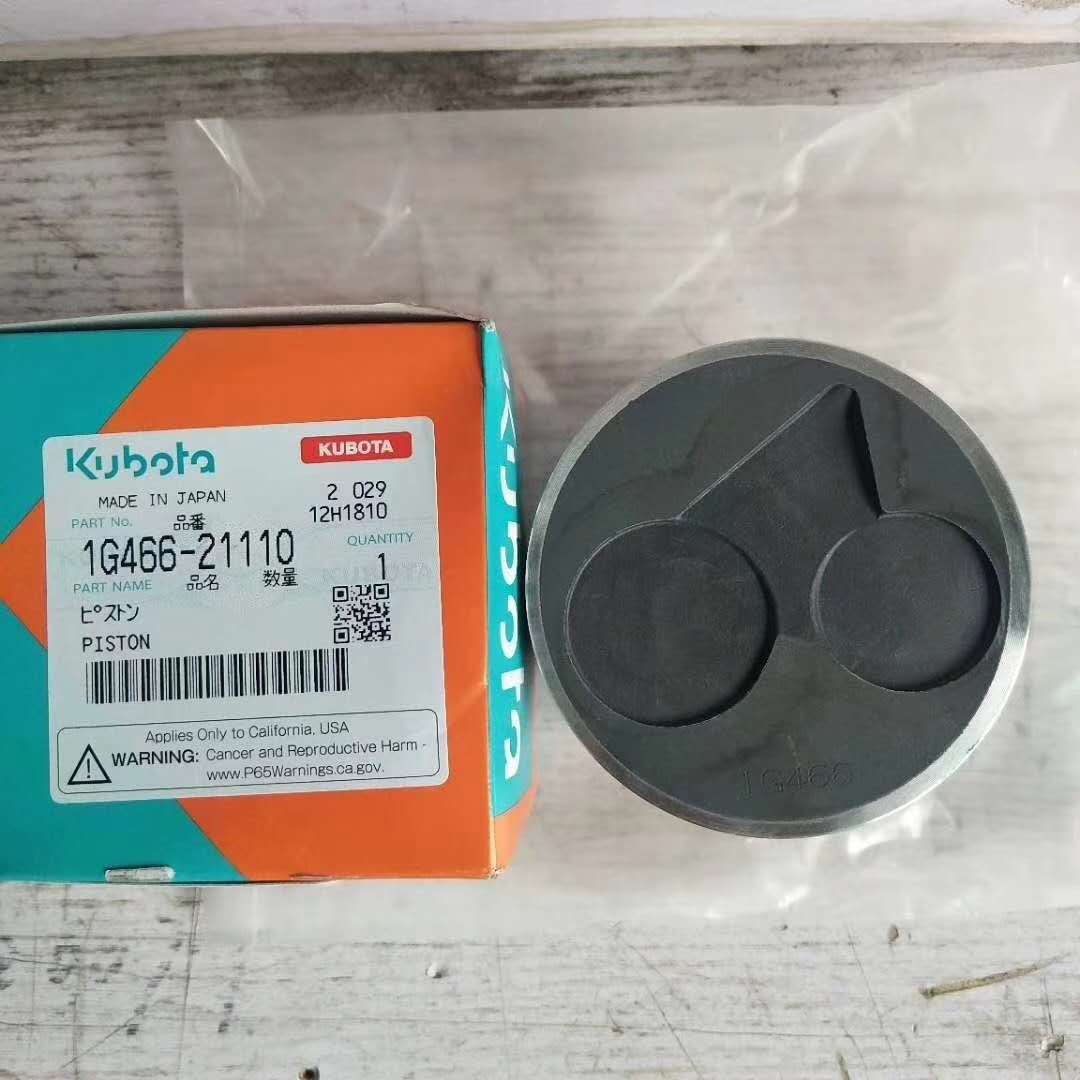 Kubota
KUBOTA
MADE IN JAPAN
2 029
12H1810
PART No. 品番
1G466-21110
QUANTITY
1
PART NAME 品名 数量
KUBOTA
ピストン
PISTON
Applies Only to California, USA
WARNING: Cancer and Reproductive Harm -
www.P65Warnings.ca.gov.
Kubota
1G466